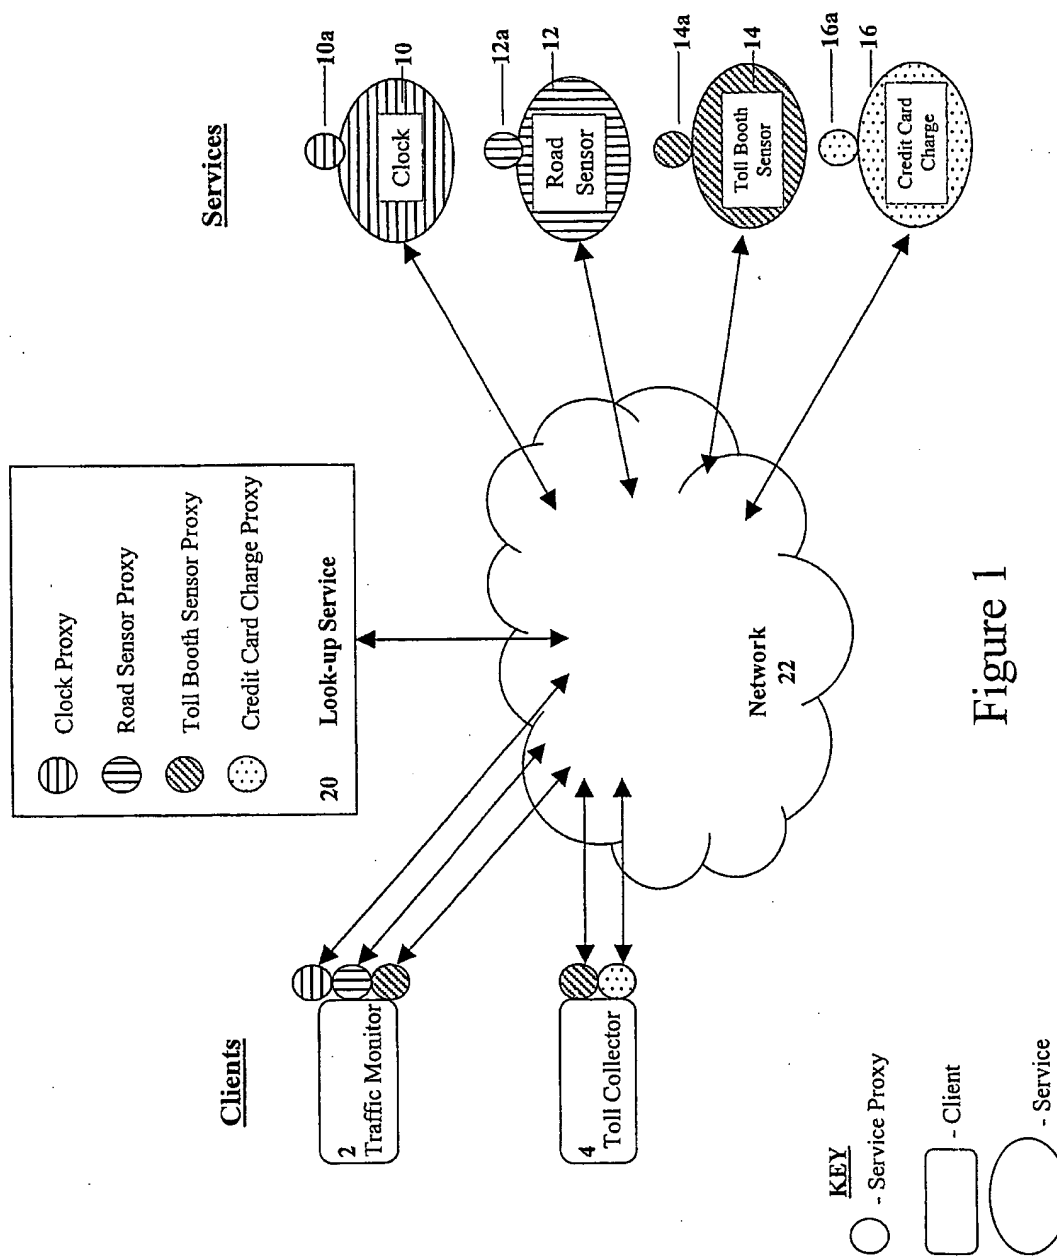 Clients
Services
2
Traffic Monitor
4
Toll Collector
Clock Proxy
Road Sensor Proxy
Toll Booth Sensor Proxy
Credit Card Charge Proxy
20
Look-up Service
Network
22
10a
10
Clock
12a
12
Road
Sensor
14a
14
Toll Booth
Sensor
16a
16
Credit Card
Charge
KEY
- Service Proxy
- Client
- Service
Figure 1